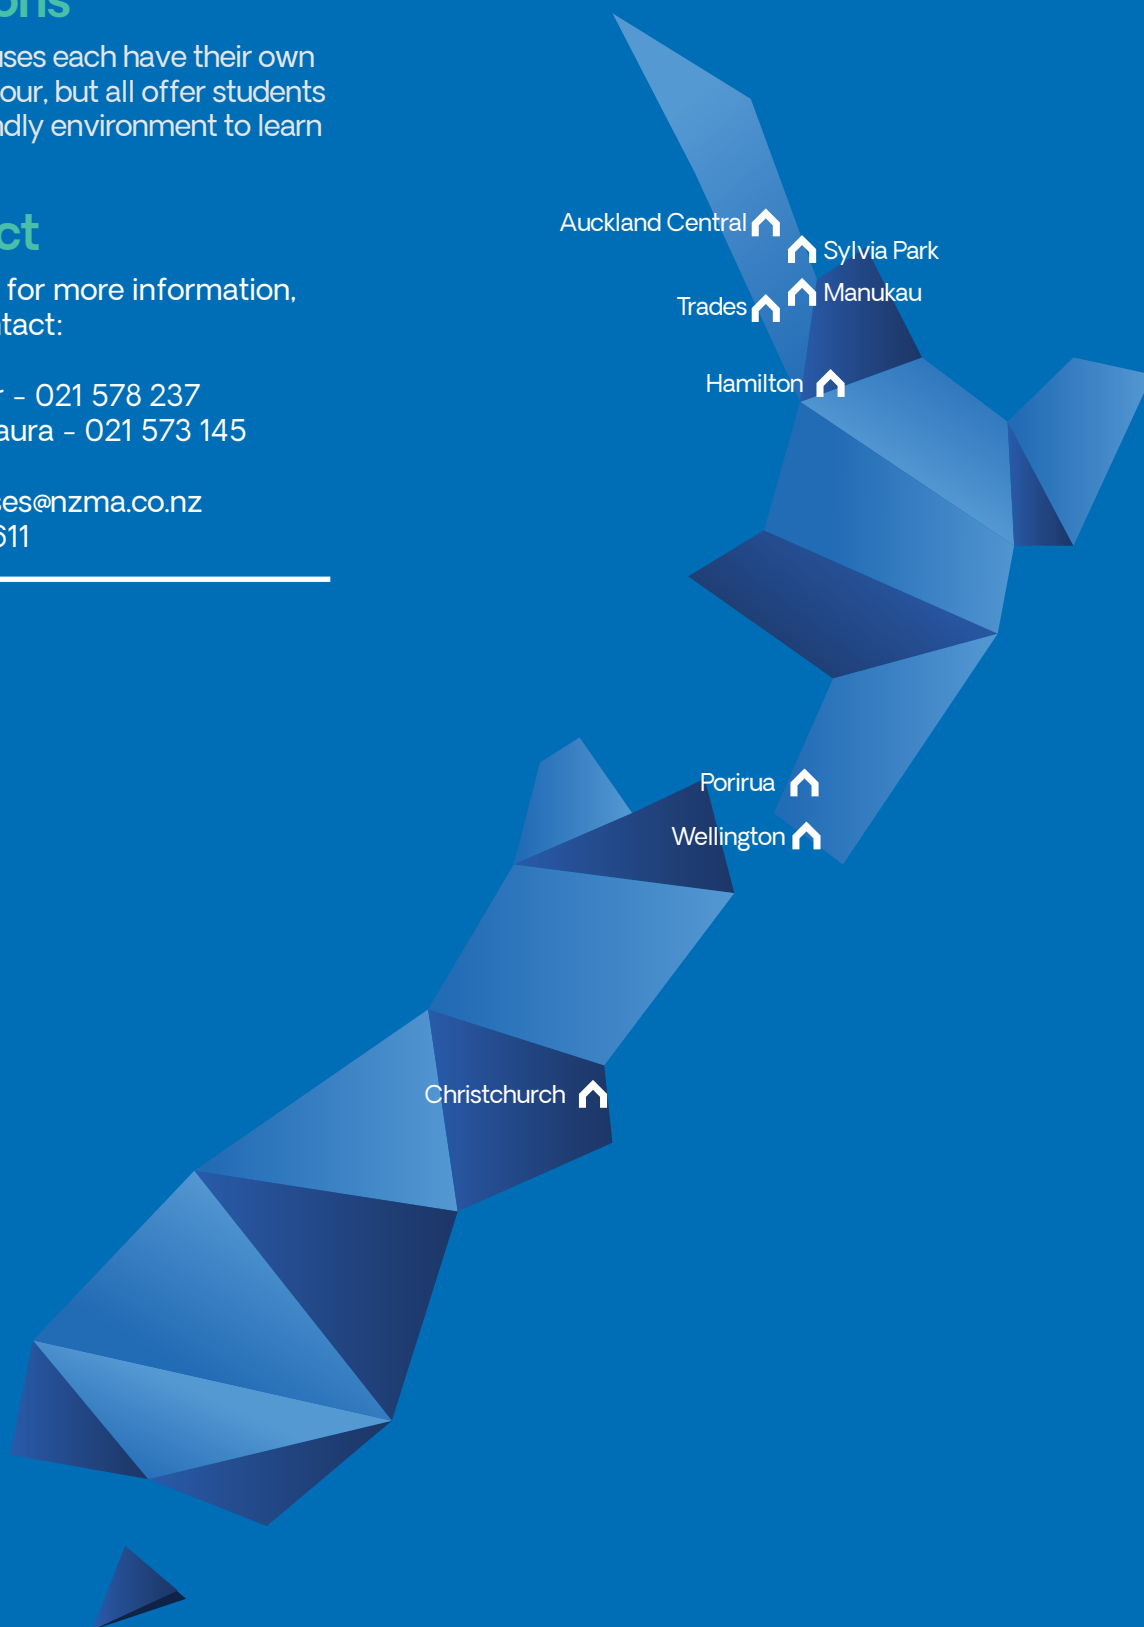 ons
uses each have their own
our, but all offer students
ndly environment to learn
ct
for more information,
ntact:
r - 021 578 237
aura - 021 573 145
ses@nzma.co.nz
611
Auckland Central
Sylvia Park
Manukau
Trades
Hamilton
Porirua
Wellington
Christchurch